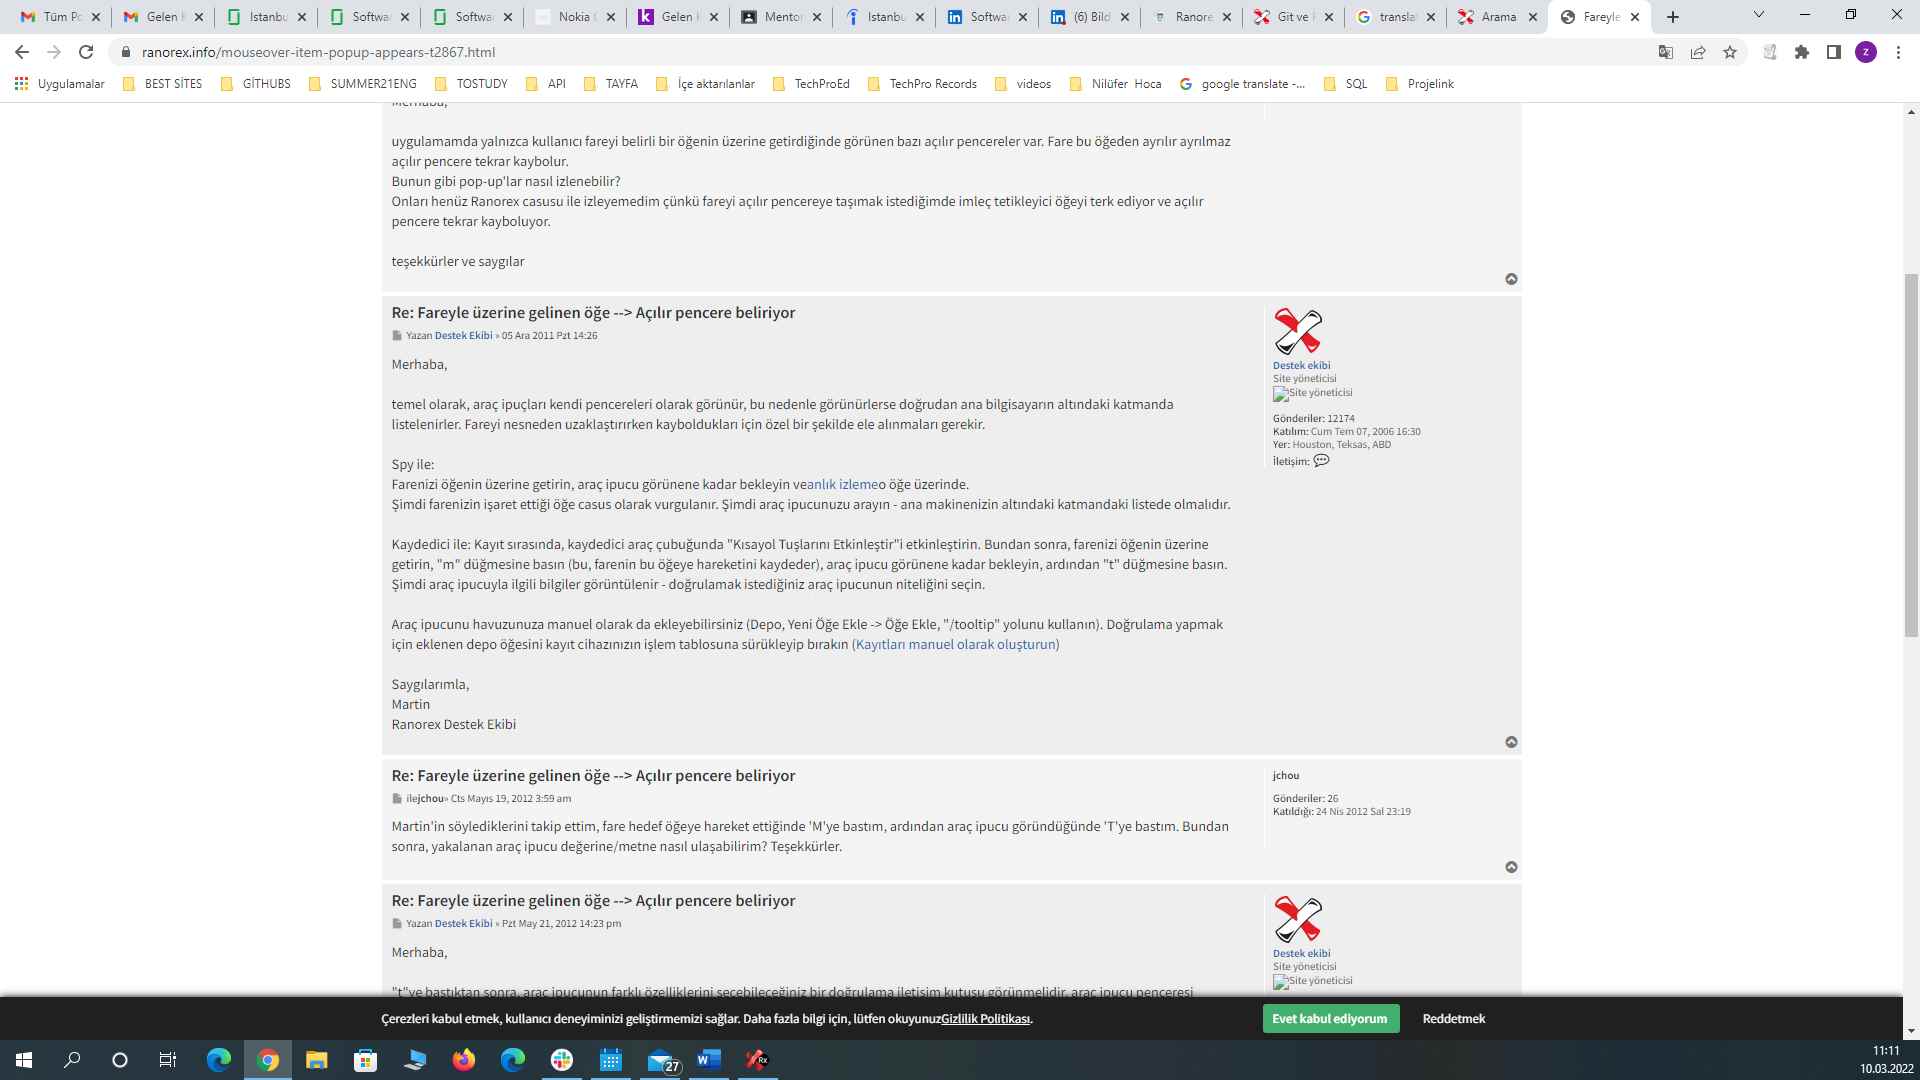 Tüm Po
Gelen k
Istanbu
Softwa
Softwa
Nokia
Gelen k
Mentor
Istanbu
Softwa
(6) Bild
Ranore
Git ve
translat
Arama
Fareyle
ranorex.info/mouseover-item-popup-appears-t2867.html
z
Uygulamalar
BEST SİTES
GİTHUBS
SUMMER21ENG
TOSTUDY
API
TAYFA
İçe aktarılanlar
TechProEd
TechPro Records
videos
Nilüfer Hoca
google translate -...
SQL
Projelink
Merhaba,
uygulamamda yalnızca kullanıcı fareyi belirli bir öğenin üzerine getirdiğinde görünen bazı açılır pencereler var. Fare bu öğeden ayrılır ayrılmaz
açılır pencere tekrar kaybolur.
Bunun gibi pop-up'lar nasıl izlenebilir?
Onları henüz Ranorex casusu ile izleyemedim çünkü fareyi açılır pencereye taşımak istediğimde imleç tetikleyici öğeyi terk ediyor ve açılır
pencere tekrar kayboluyor.
teşekkürler ve saygılar
Re: Fareyle üzerine gelinen öğe --> Açılır pencere beliriyor
Yazan Destek Ekibi » 05 Ara 2011 Pzt 14:26
Merhaba,
temel olarak, araç ipuçları kendi pencereleri olarak görünür, bu nedenle görünürlerse doğrudan ana bilgisayarın altındaki katmanda
listelenirler. Fareyi nesneden uzaklaştırırken kayboldukları için özel bir şekilde ele alınmaları gerekir.
Spy ile:
Farenizi öğenin üzerine getirin, araç ipucu görünene kadar bekleyin veanlık izlemeo öğe üzerinde.
Şimdi farenizin işaret ettiği öğe casus olarak vurgulanır. Şimdi araç ipucunuzu arayın - ana makinenizin altındaki katmandaki listede olmalıdır.
Kaydedici ile: Kayıt sırasında, kaydedici araç çubuğunda "Kısayol Tuşlarını Etkinleştir"i etkinleştirin. Bundan sonra, farenizi öğenin üzerine
getirin, "m" düğmesine basın (bu, farenin bu öğeye hareketini kaydeder), araç ipucu görünene kadar bekleyin, ardından "t" düğmesine basın.
Şimdi araç ipucuyla ilgili bilgiler görüntülenir - doğrulamak istediğiniz araç ipucunun niteliğini seçin.
Araç ipucunu havuzunuza manuel olarak da ekleyebilirsiniz (Depo, Yeni Öğe Ekle -> Öğe Ekle, "/tooltip" yolunu kullanın). Doğrulama yapmak
için eklenen depo öğesini kayıt cihazınızın işlem tablosuna sürükleyip bırakın (Kayıtları manuel olarak oluşturun)
Saygılarımla,
Martin
Ranorex Destek Ekibi
Destek ekibi
Site yöneticisi
Site yöneticisi
Gönderiler: 12174
Katılım: Cum Tem 07, 2006 16:30
Yer: Houston, Teksas, ABD
İletişim:
Re: Fareyle üzerine gelinen öğe --> Açılır pencere beliriyor
ilejchou» Cts Mayıs 19, 2012 3:59 am
Martin'in söylediklerini takip ettim, fare hedef öğeye hareket ettiğinde 'M'ye bastım, ardından araç ipucu göründüğünde 'T'ye bastım. Bundan
sonra, yakalanan araç ipucu değerine/metne nasıl ulaşabilirim? Teşekkürler.
jchou
Gönderiler: 26
Katıldığı: 24 Nis 2012 Sal 23:19
Re: Fareyle üzerine gelinen öğe --> Açılır pencere beliriyor
Yazan Destek Ekibi » Pzt May 21, 2012 14:23 pm
Merhaba,
"t"ye bastıktan sonra, araç ipucunun farklı özelliklerini seçebileceğiniz bir doğrulama iletişim kutusu görünmelidir, araç ipucu penceresi
Destek ekibi
Site yöneticisi
Site yöneticisi
Çerezleri kabul etmek, kullanıcı deneyiminizi geliştirmemizi sağlar. Daha fazla bilgi için, lütfen okuyunuzGizlilik Politikası.
Evet kabul ediyorum
Reddetmek
27
11:11
10.03.2022